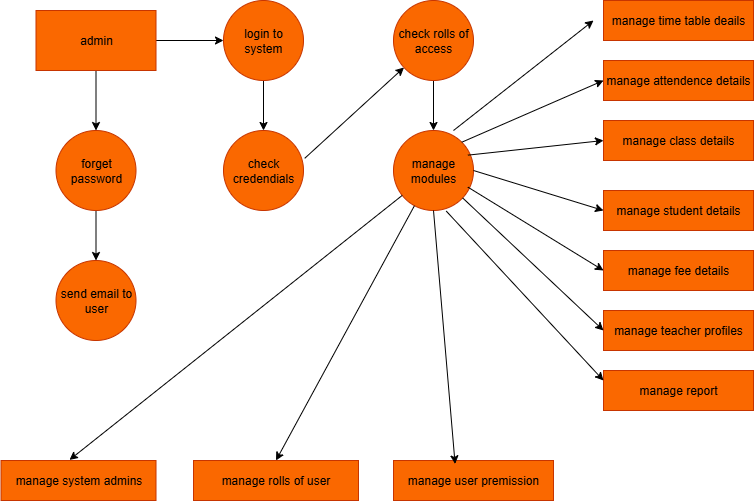 admin
login to
system
check rolls of
access
manage time table deails
manage attendence details
manage class details
forget
password
check
credendials
manage
modules
manage student details
manage fee details
send email to
user
manage teacher profiles
manage report
manage system admins
manage rolls of user
manage user premission